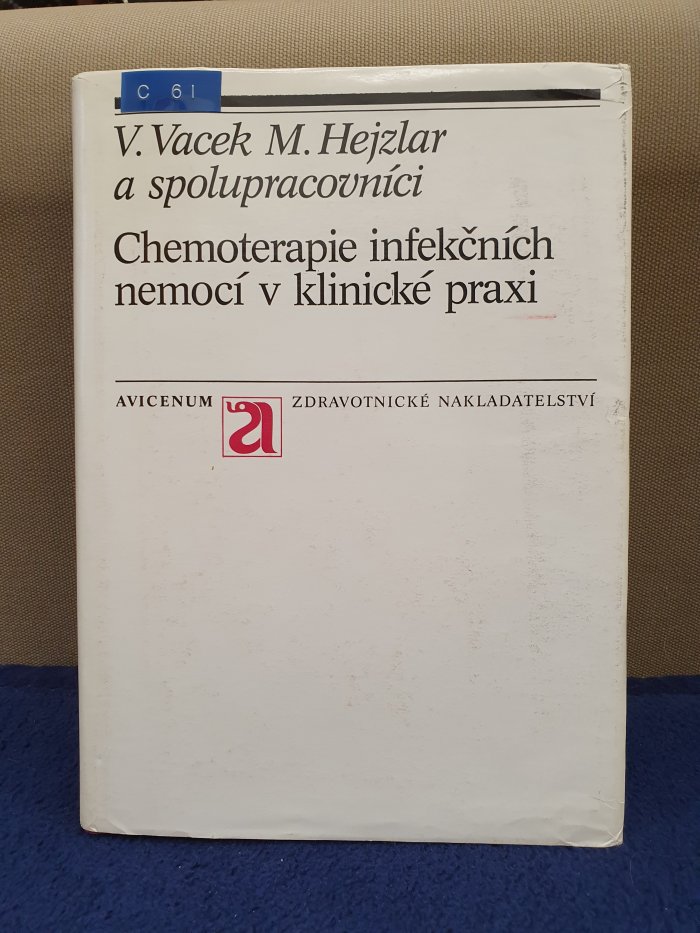 C 61
V. Vacek M. Hejzlar
a spolupracovníci
Chemoterapie infekčních
nemocí v klinické praxi
AVICENUM a ZDRAVOTNICKÉ NAKLADATELSTVÍ